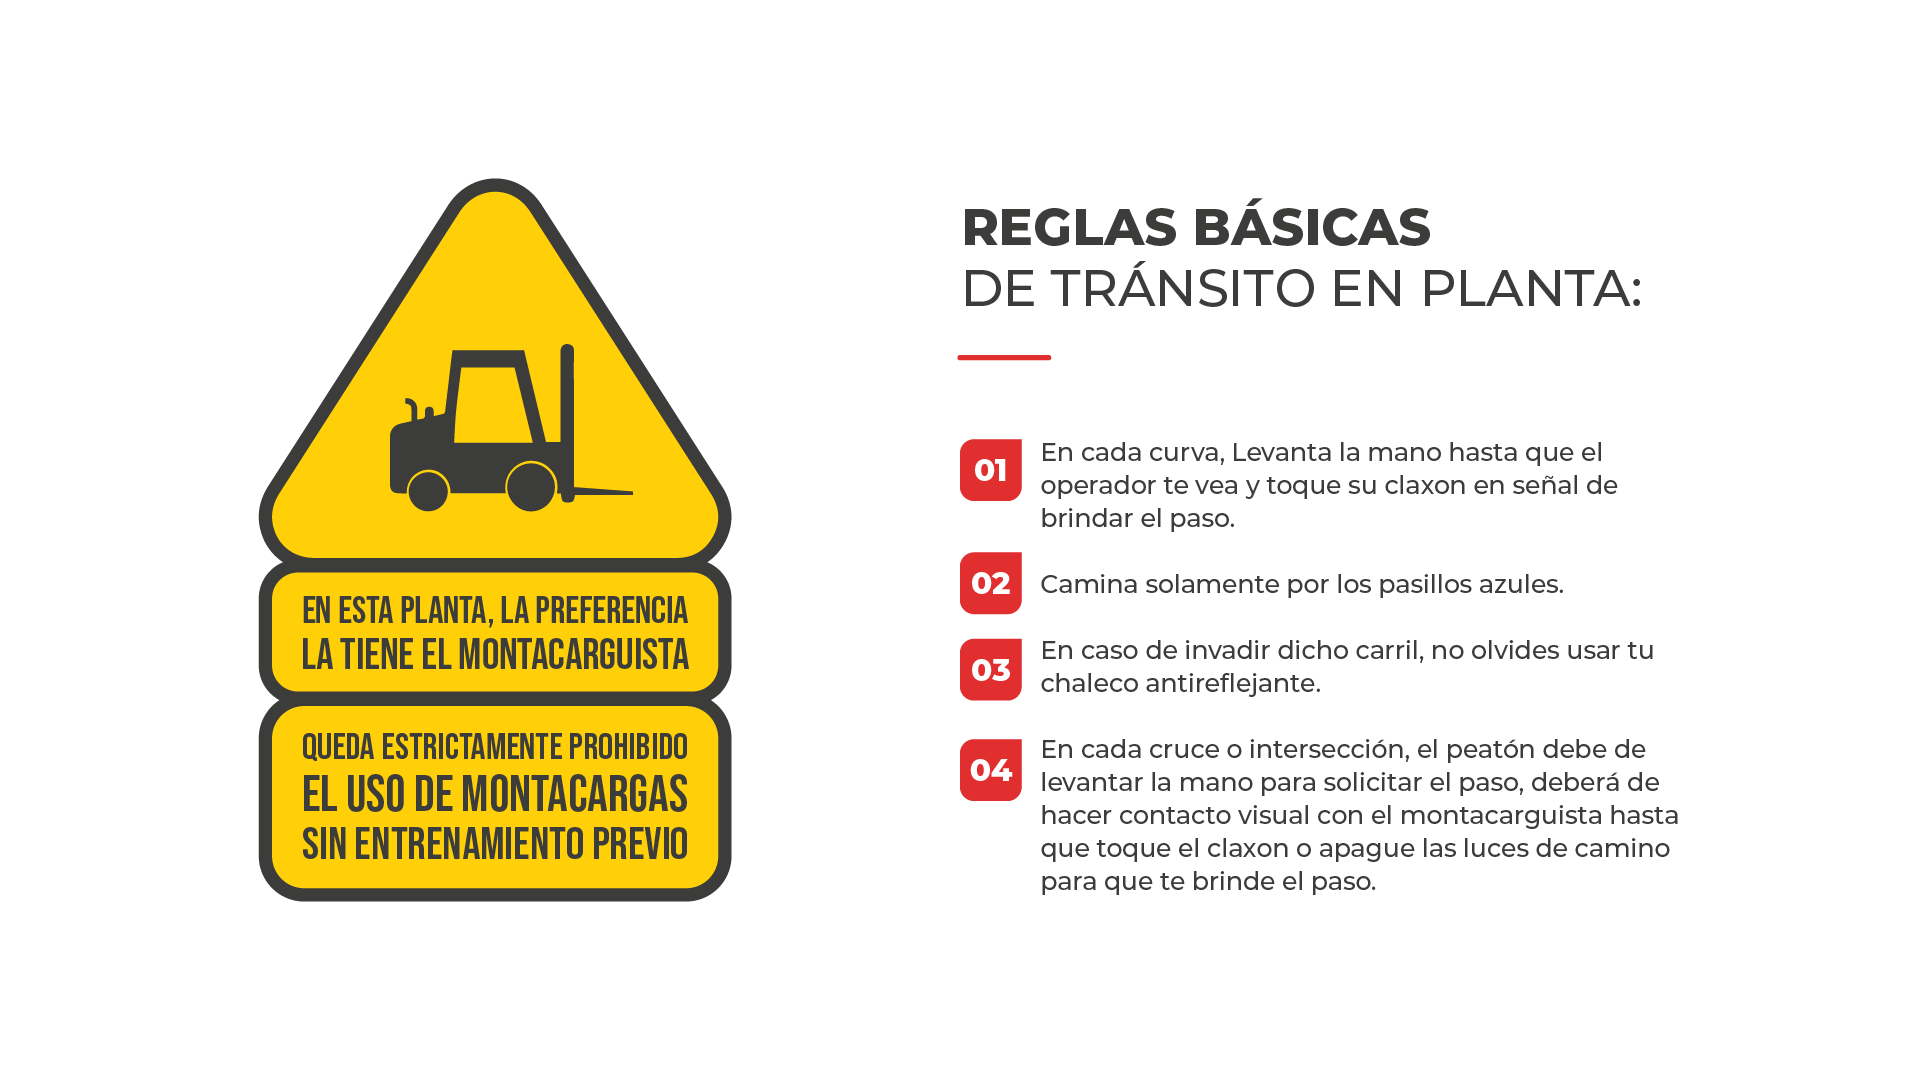 EN ESTA PLANTA, LA PREFERENCIA
LA TIENE EL MONTACARGUISTA
QUEDA ESTRICTAMENTE PROHIBIDO
EL USO DE MONTACARGAS
SIN ENTRENAMIENTO PREVIO
REGLAS BÁSICAS
DE TRÁNSITO EN PLANTA:
01
En cada curva, Levanta la mano hasta que el
operador te vea y toque su claxon en señal de
brindar el paso.
02
Camina solamente por los pasillos azules.
03
En caso de invadir dicho carril, no olvides usar tu
chaleco antireflejante.
04
En cada cruce o intersección, el peatón debe de
levantar la mano para solicitar el paso, deberá de
hacer contacto visual con el montacarguista hasta
que toque el claxon o apague las luces de camino
para que te brinde el paso.